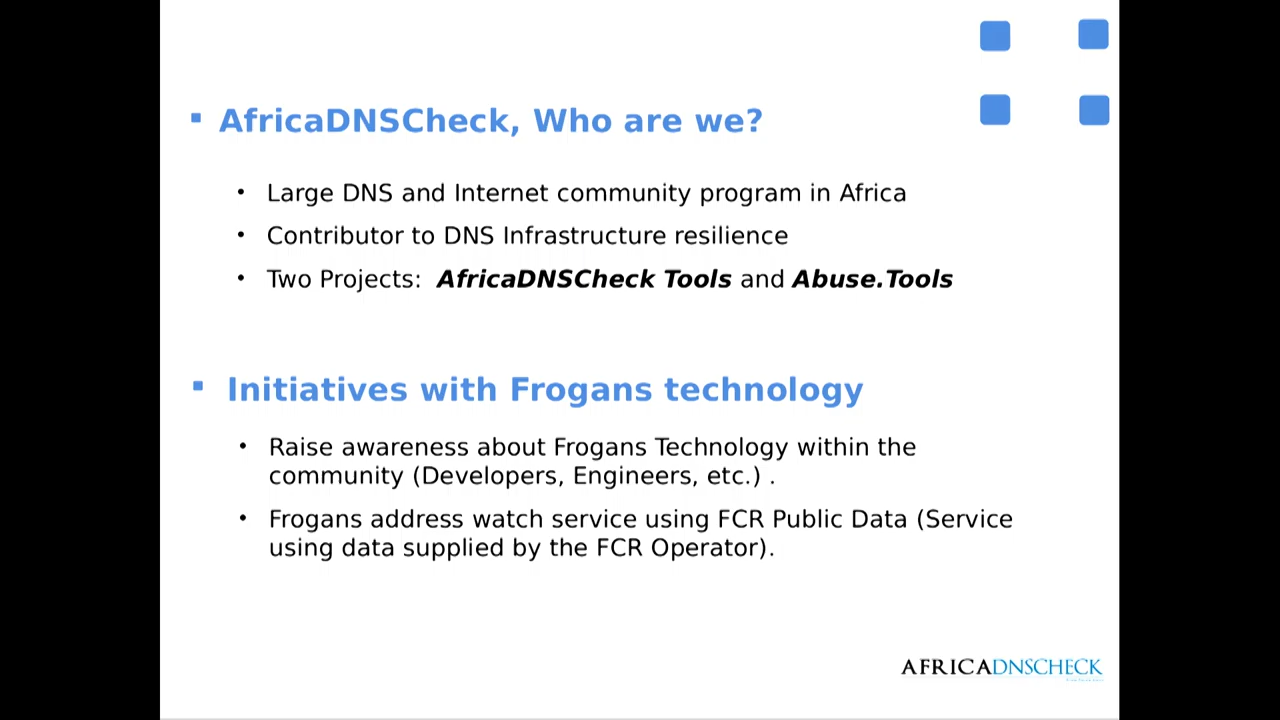 AfricaDNSCheck, Who are we?
Large DNS and Internet community program in Africa
Contributor to DNS Infrastructure resilience
Two Projects: AfricaDNSCheck Tools and Abuse.Tools
Initiatives with Frogans technology
Raise awareness about Frogans Technology within the
community (Developers, Engineers, etc.) .
Frogans address watch service using FCR Public Data (Service
using data supplied by the FCR Operator).
AFRICADNSCHECK